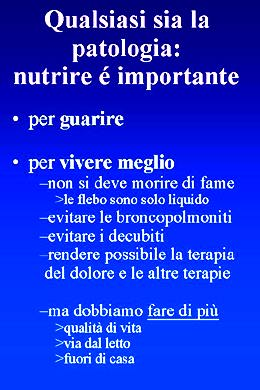 Qualsiasi sia la
patologia:
nutrire é importante
• per guarire
• per vivere meglio
–non si deve morire di fame
>le flebo sono solo liquido
–evitare le broncopolmoniti
–evitare i decubiti
–rendere possibile la terapia
del dolore e le altre terapie
–ma dobbiamo fare di più
>qualità di vita
>via dal letto
>fuori di casa